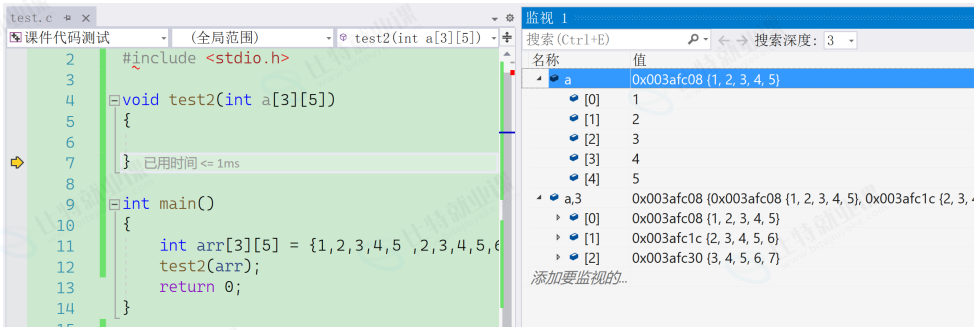 test.c
课件代码测试 (全局范围) test2(int a[3][5])
2 #include <stdio.h>
3
4 void test2(int a[3][5])
5 {
6
7 } 已用时间 <= 1ms
8
9 int main()
10 {
11 int arr[3][5] = {1,2,3,4,5 ,2,3,4,5,6
12 test2(arr);
13 return 0;
14 }
15
监视 1
搜索(Ctrl+E) 搜索深度: 3
名称 值
a 0x003afc08 {1, 2, 3, 4, 5}
[0] 1
[1] 2
[2] 3
[3] 4
[4] 5
a,3 0x003afc08 {0x003afc08 {1, 2, 3, 4, 5}, 0x003afc1c {2, 3, 4
[0] 0x003afc08 {1, 2, 3, 4, 5}
[1] 0x003afc1c {2, 3, 4, 5, 6}
[2] 0x003afc30 {3, 4, 5, 6, 7}
添加要监视的...
比特就业课